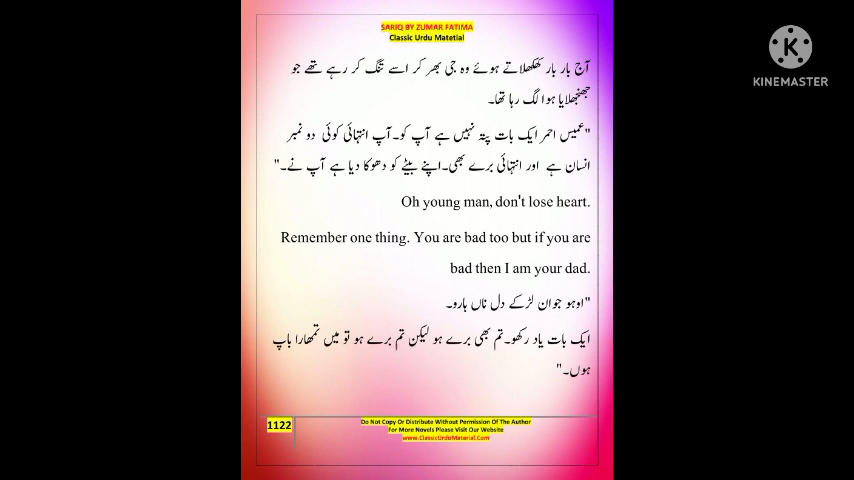 SARIQ BY ZUMAR FATIMA
Classic Urdu Matetial
آج بار بار کھکھلاتے ہوئے وہ جی بھر کر اسے تنگ کر رہے تھے جو
جھنجھلایا ہوا لگ رہا تھا۔
"عمیس احمر ایک بات پتہ نہیں ہے آپ کو۔آپ انتہائی کوئی دو نمبر
انسان ہے اور انتہائی برے بھی۔اپنے بیٹے کو دھوکا دیا ہے آپ نے۔"
Oh young man, don't lose heart.
Remember one thing. You are bad too but if you are
bad then I am your dad.
"اوہو جوان لڑکے دل ناں ہارو۔
ایک بات یاد رکھو۔تم بھی برے ہو لیکن تم برے ہو تو میں تمھارا باپ
ہوں۔"
1122
Do Not Copy Or Distribute Without Permission Of The Author
For More Novels Please Visit Our Website
www.ClassicUrduMaterial.Com
K
KINEMASTER